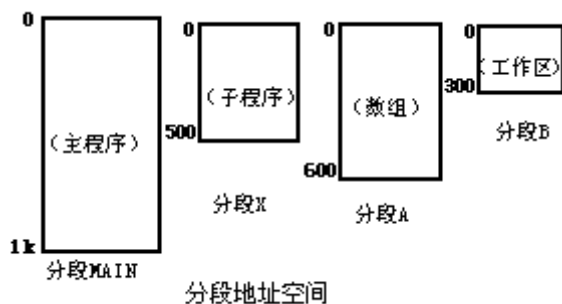 0
（主程序）
1k
分段MAIN
0
（子程序）
500
分段X
0
（数组）
600
分段A
0
（工作区）
300
分段B
分段地址空间